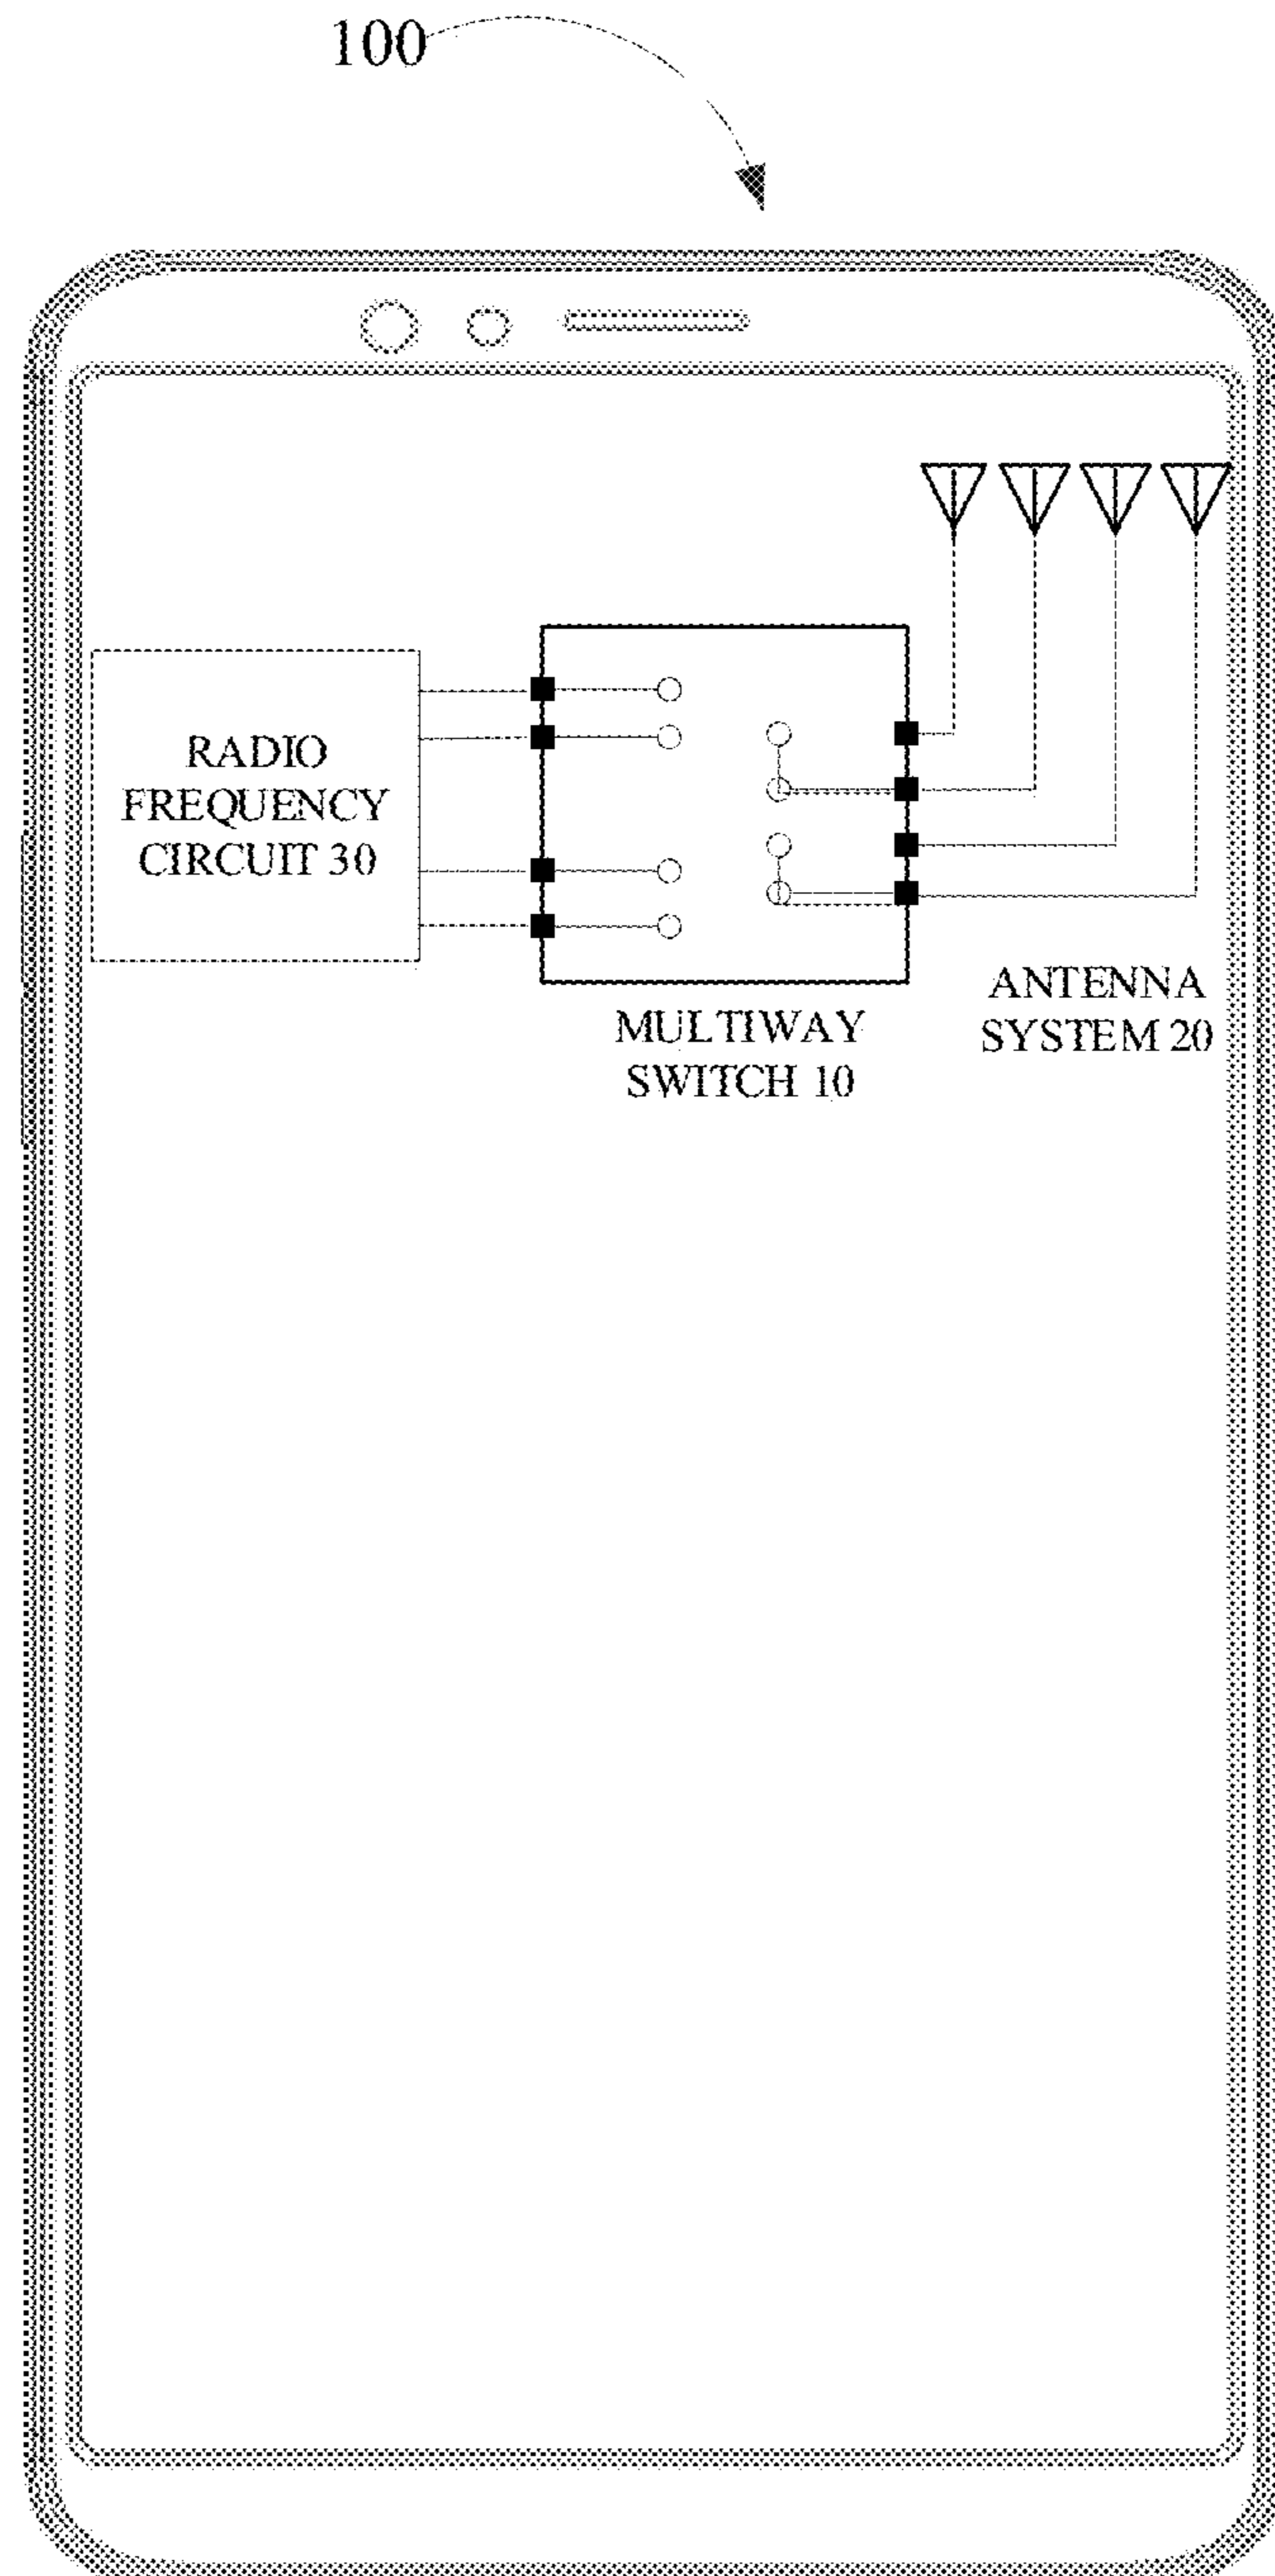 100
RADIO
FREQUENCY
CIRCUIT 30
MULTIWAY
SWITCH 10
ANTENNA
SYSTEM 20